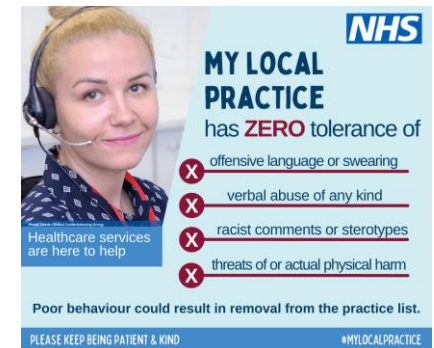 NHS
MY LOCAL
PRACTICE
has ZERO tolerance of
X offensive language or swearing
X verbal abuse of any kind
X racist comments or sterotypes
X threats of or actual physical harm
Healthcare services
are here to help
Poor behaviour could result in removal from the practice list.
PLEASE KEEP BEING PATIENT & KIND
#MYLOCALPRACTICE